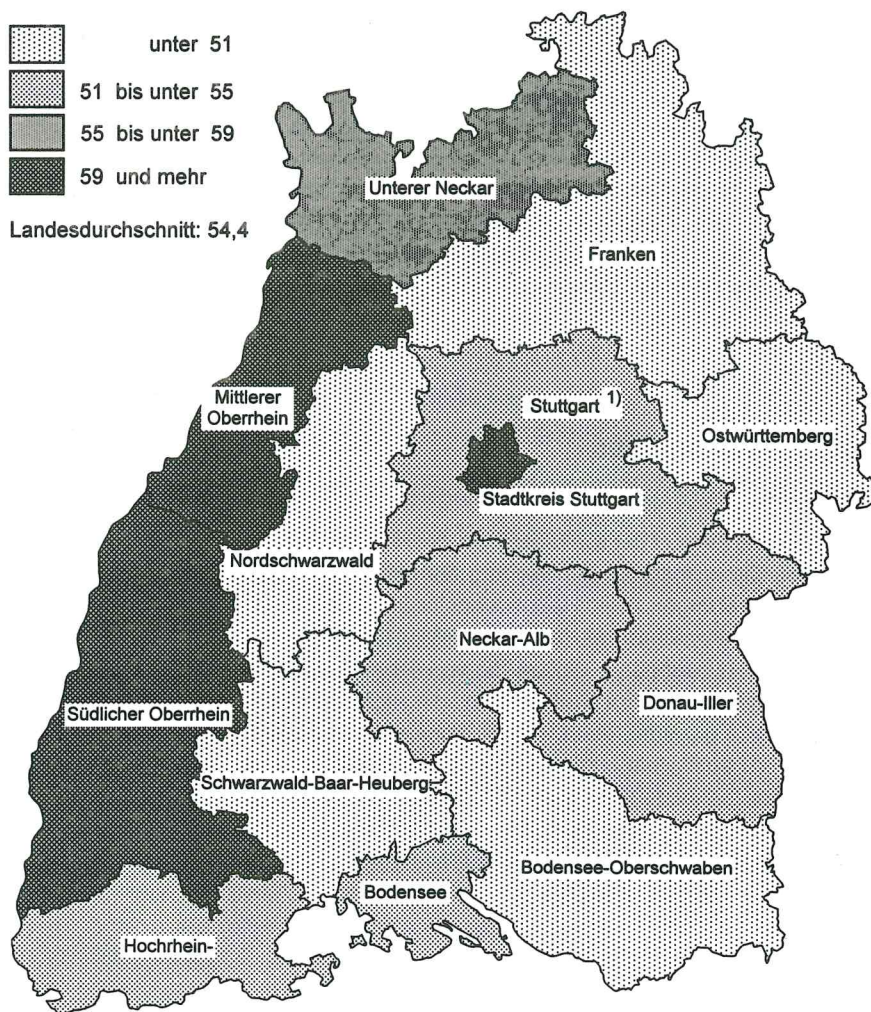 unter 51
51 bis unter 55
55 bis unter 59
59 und mehr
Landesdurchschnitt: 54,4
Unterer Neckar
Franken
Mittlerer
Oberrhein
Stuttgart 1)
Ostwürttemberg
Stadtkreis Stuttgart
Nordschwarzwald
Neckar-Alb
Südlicher Oberrhein
Donau-Iller
Schwarzwald-Baar-Heuberg
Bodensee-Oberschwaben
Bodensee
Hochrhein-